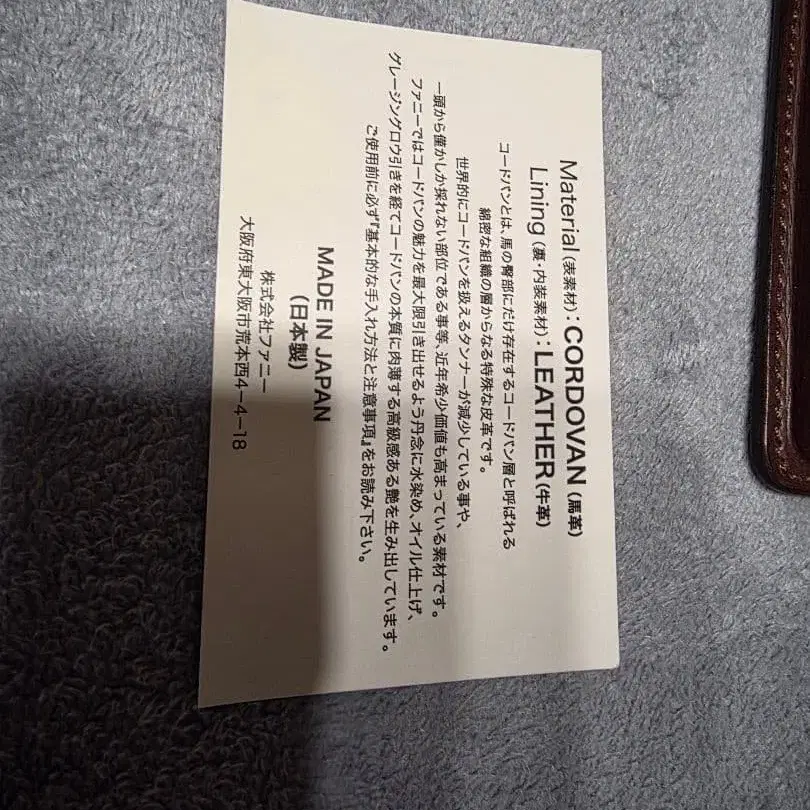 Material(表素材):CORDOVAN(馬革)
Lining(裏・内装素材):LEATHER(牛革)
コードバンとは、馬の臀部にだけ存在するコードバン層と呼ばれる
綿密な組織の層からなる特殊な皮革です。
世界的にコードバンを扱えるタンナーが減少している事や、
一頭から僅かしか採れない部位である事等、近年希少価値も高まっている素材です。
ファニーではコードバンの魅力を最大限引き出せるよう丹念に水染め、オイル仕上げ、
グレージングロウ引きを経てコードバンの本質に肉薄する高級感ある艶を生み出しています。
ご使用前に必ず『基本的な手入れ方法と注意事項』をお読み下さい。
MADE IN JAPAN
(日本製)
株式会社ファニー
大阪府東大阪市荒本西4-4-18